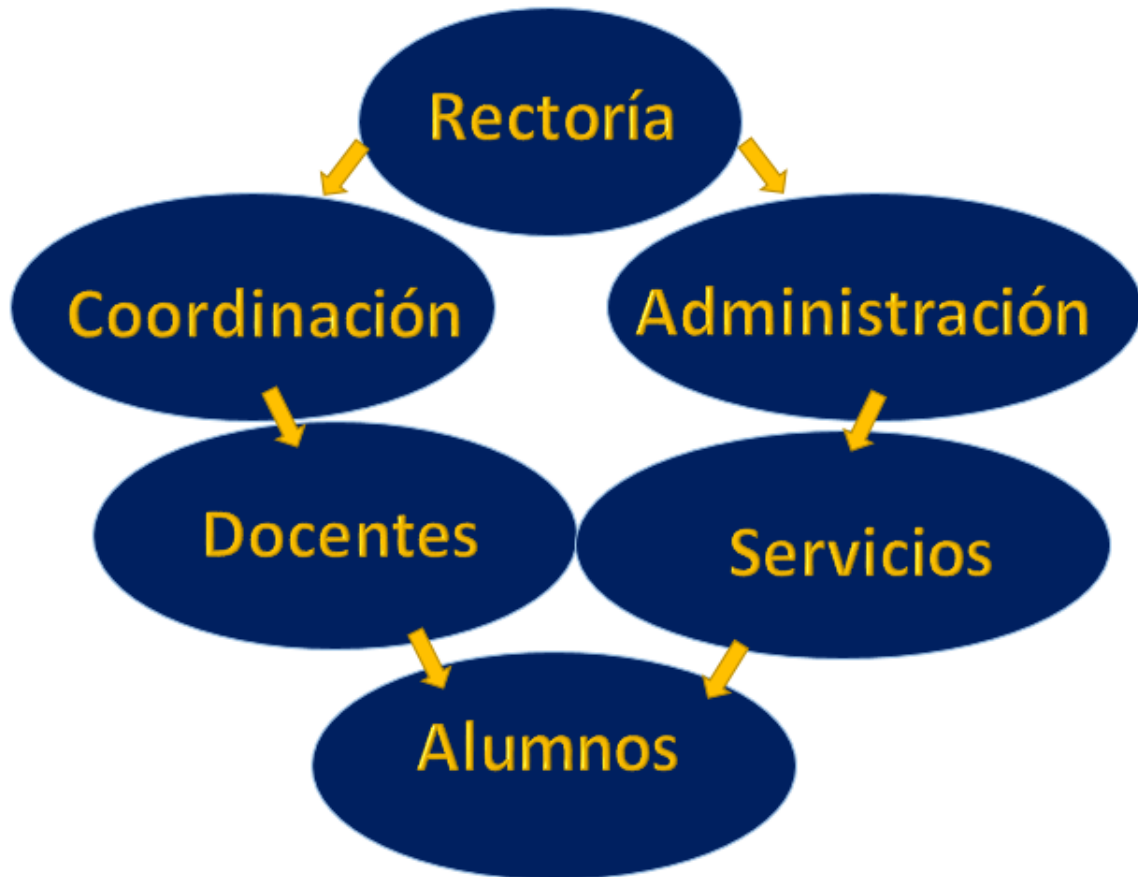 Rectoría
Coordinación
Administración
Docentes
Servicios
Alumnos